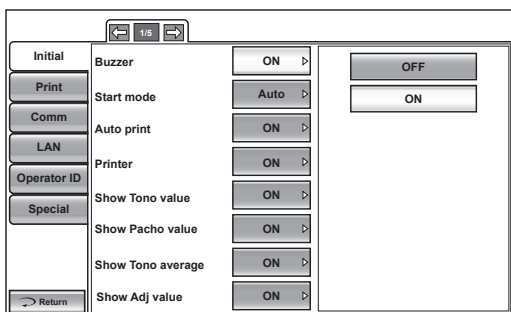 1/5
Initial
Print
Comm
LAN
Operator ID
Special
Return
Buzzer ON
Start mode Auto
Auto print ON
Printer ON
Show Tono value ON
Show Pacho value ON
Show Tono average ON
Show Adj value ON
OFF
ON